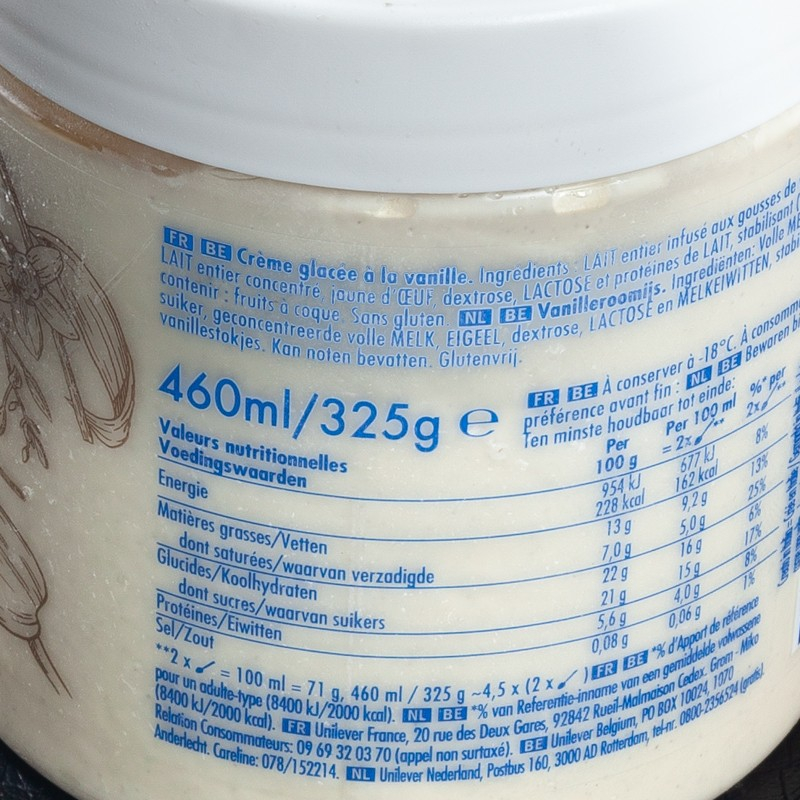 FR BE Crème glacée à la vanille. Ingrédients : LAIT entier infusé aux gousses de
LAIT entier concentré, jaune d'ŒUF, dextrose, LACTOSE et protéines de LAIT, stabilisant
contenir : fruits à coque. Sans gluten. NL BE Vanilleroomijs. Ingrediënten: Volle
suiker, geconcentreerde volle MELK, EIGEEL, dextrose, LACTOSE en MELKEIWITTEN,
vanillestokjes. Kan noten bevatten. Glutenvrij.
460ml/325g e
FR BE À conserver à -18°C. À consommer
préférence avant fin : NL BE Bewaren
Ten minste houdbaar tot einde:
Valeurs nutritionnelles
Voedingswaarden
Per 100 g Per 100 ml = 2x ** %* per 2x **
Energie 954 kJ 677 kJ
228 kcal 162 kcal 8%
Matières grasses/Vetten 13 g 9,2 g 13%
dont saturées/waarvan verzadigde 7,0 g 5,0 g 25%
Glucides/Koolhydraten 22 g 16 g 6%
dont sucres/waarvan suikers 21 g 15 g 17%
Protéines/Eiwitten 5,6 g 4,0 g 8%
Sel/Zout 0,08 g 0,06 g 1%
**2 x = 100 ml = 71 g, 460 ml / 325 g ~4,5 x (2 x ) FR BE *% d'Apport de référence
pour un adulte-type (8400 kJ/2000 kcal). NL BE *% van Referentie-inname van een gemiddelde volwassene
(8400 kJ/2000 kcal). FR Unilever France, 20 rue des Deux Gares, 92842 Rueil-Malmaison Cedex. Grom - Miko
Relation Consommateurs: 09 69 32 03 70 (appel non surtaxé). BE Unilever Belgium, PO BOX 10024, 1070
Anderlecht. Careline: 078/152214. NL Unilever Nederland, Postbus 160, 3000 AD Rotterdam, tel-nr. 0800-2356524 (gratis).